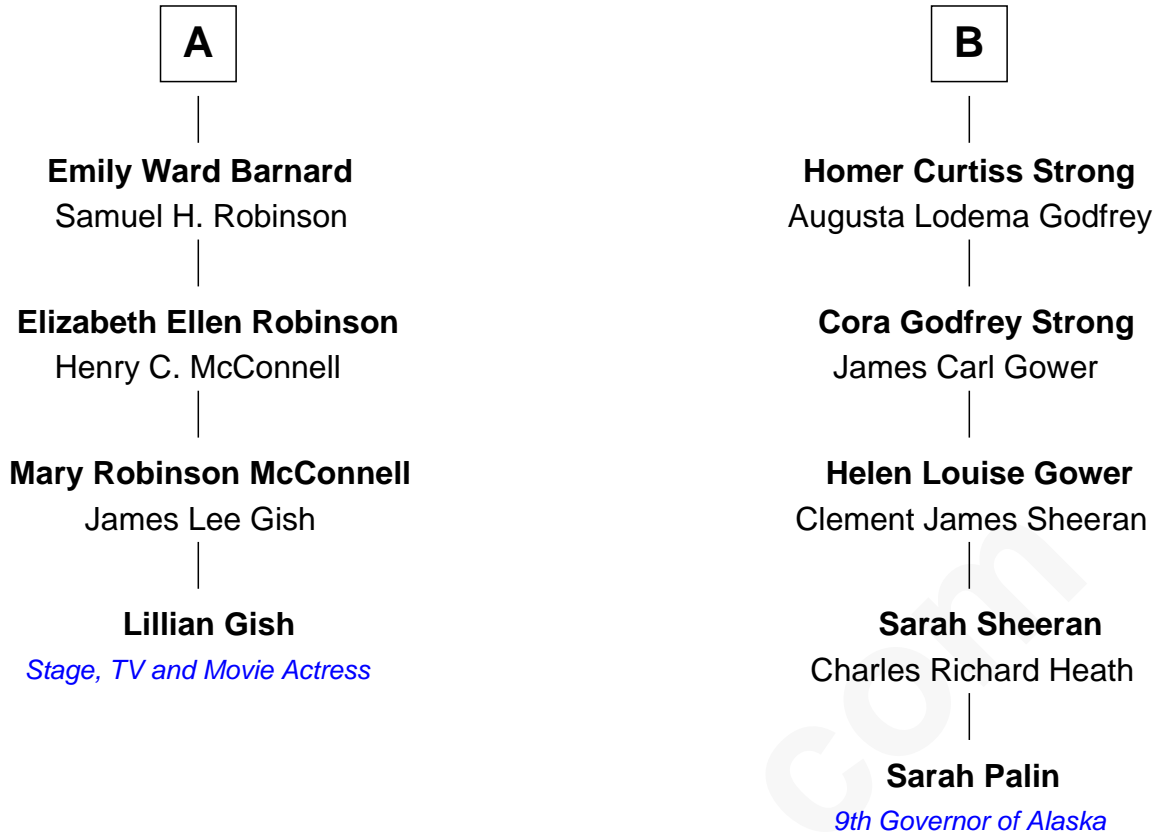 A
Emily Ward Barnard
Samuel H. Robinson
Elizabeth Ellen Robinson
Henry C. McConnell
Mary Robinson McConnell
James Lee Gish
Lillian Gish
Stage, TV and Movie Actress
B
Homer Curtiss Strong
Augusta Lodema Godfrey
Cora Godfrey Strong
James Carl Gower
Helen Louise Gower
Clement James Sheeran
Sarah Sheeran
Charles Richard Heath
Sarah Palin
9th Governor of Alaska
com